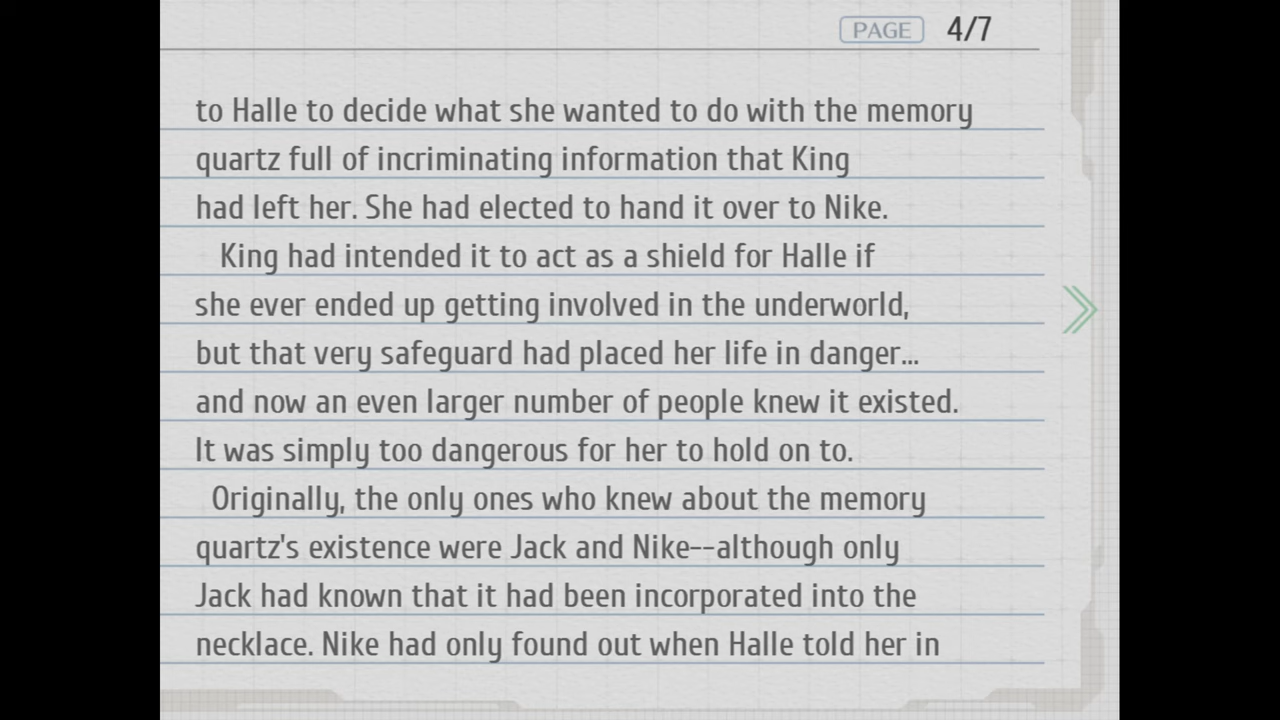 PAGE 4/7
to Halle to decide what she wanted to do with the memory
quartz full of incriminating information that King
had left her. She had elected to hand it over to Nike.
King had intended it to act as a shield for Halle if
she ever ended up getting involved in the underworld,
but that very safeguard had placed her life in danger...
and now an even larger number of people knew it existed.
It was simply too dangerous for her to hold on to.
Originally, the only ones who knew about the memory
quartz's existence were Jack and Nike--although only
Jack had known that it had been incorporated into the
necklace. Nike had only found out when Halle told her in